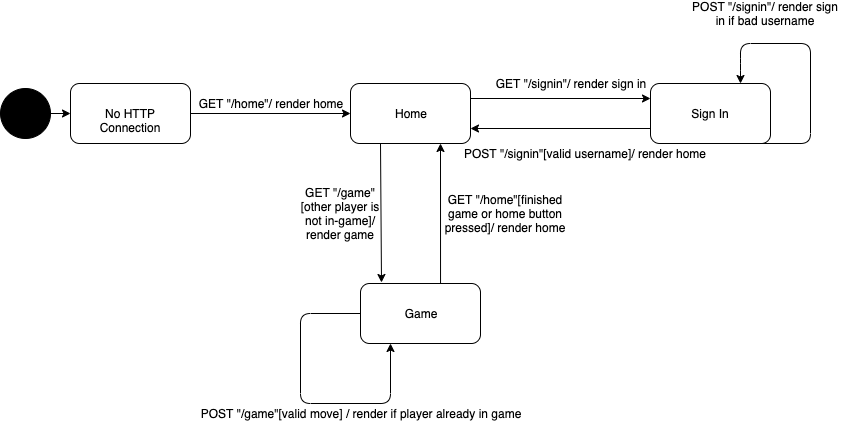 POST "/signin"/ render sign
in if bad username
GET "/signin"/ render sign in
GET "/home"/ render home
No HTTP
Connection
Home
Sign In
POST "/signin"[valid username]/ render home
GET "/game"
[other player is
not in-game]/
render game
GET "/home"[finished
game or home button
pressed]/ render home
Game
POST "/game"[valid move] / render if player already in game